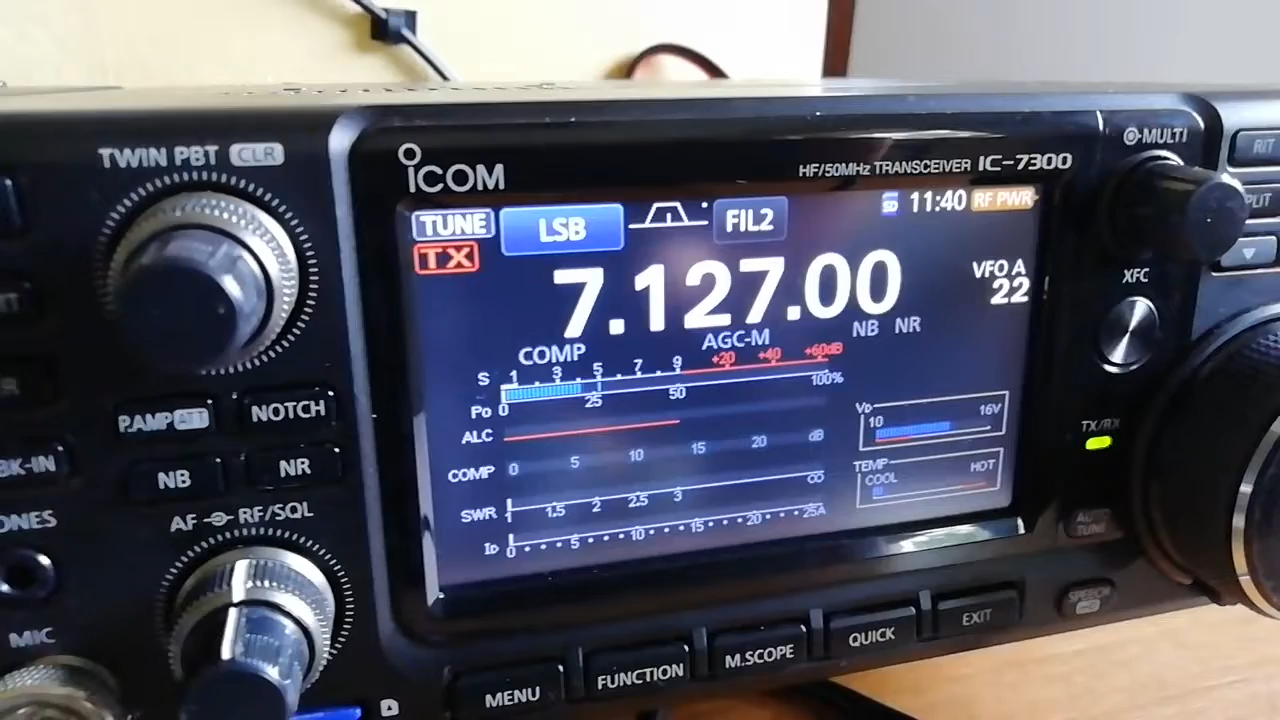 TWIN PBT CLR
ICOM
HF/50MHz TRANSCEIVER IC-7300
MULTI
TUNE LSB FIL2 SD 11:40 RF PWR
TX
7.127.00
VFO A
22
COMP AGC-M NB NR
S 1 3 5 7 9 +20 +40 +60dB
Po 0 25 50 100%
ALC
COMP 0 5 10 15 20 dB
SWR 1 1.5 2 2.5 3 ∞
ID 0 5 10 15 20 25A
VD 10 16V
TEMP
COOL HOT
XFC
TX/RX
P.AMP ATT NOTCH
BK-IN NB NR
AF RF/SQL
MIC
AUTO TUNE
SPEECH
MENU FUNCTION M.SCOPE QUICK EXIT
RIT